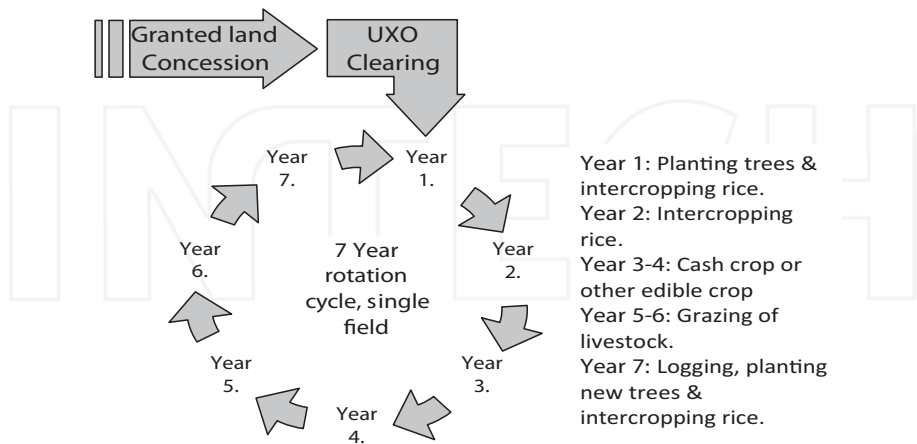 Granted land
Concession
UXO
Clearing
INTECH
Year
1.
Year
2.
Year
3.
Year
4.
Year
5.
Year
6.
Year
7.
7 Year
rotation
cycle, single
field
Year 1: Planting trees &
intercropping rice.
Year 2: Intercropping
rice.
Year 3-4: Cash crop or
other edible crop
Year 5-6: Grazing of
livestock.
Year 7: Logging, planting
new trees &
intercropping rice.